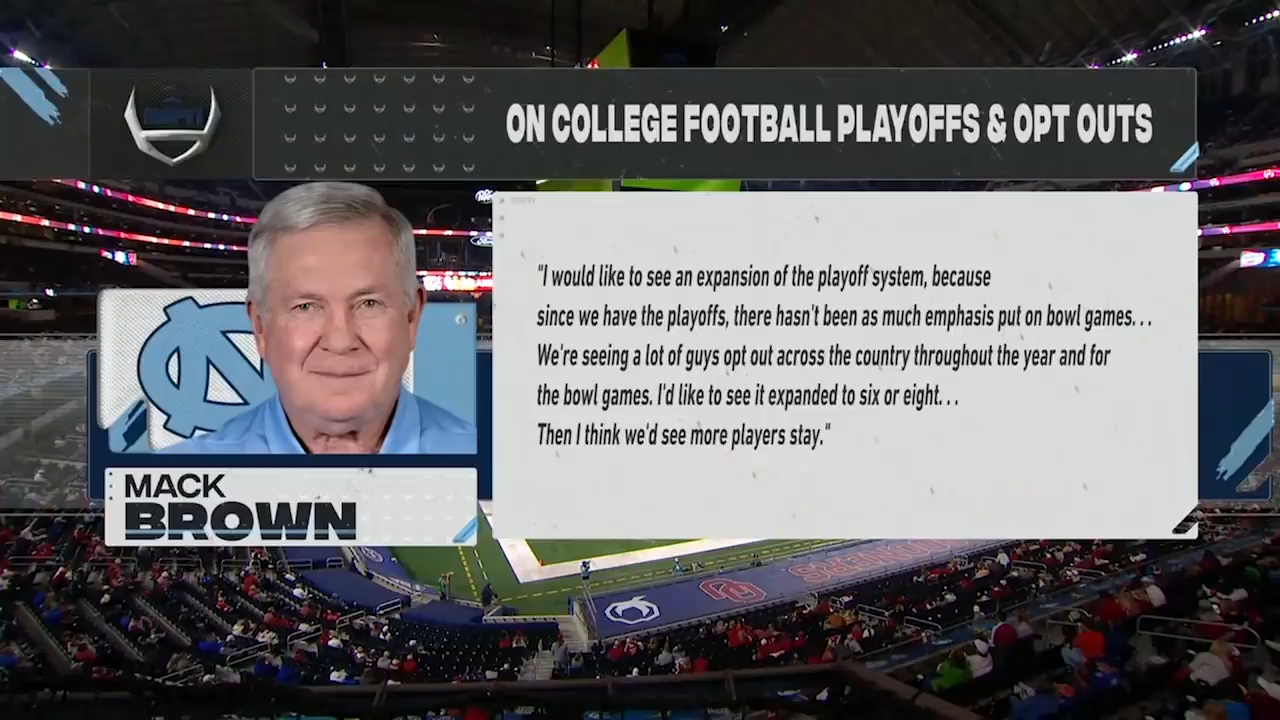 ON COLLEGE FOOTBALL PLAYOFFS & OPT OUTS
"I would like to see an expansion of the playoff system, because
since we have the playoffs, there hasn't been as much emphasis put on bowl games. . .
We're seeing a lot of guys opt out across the country throughout the year and for
the bowl games. I'd like to see it expanded to six or eight. . .
Then I think we'd see more players stay."
MACK
BROWN